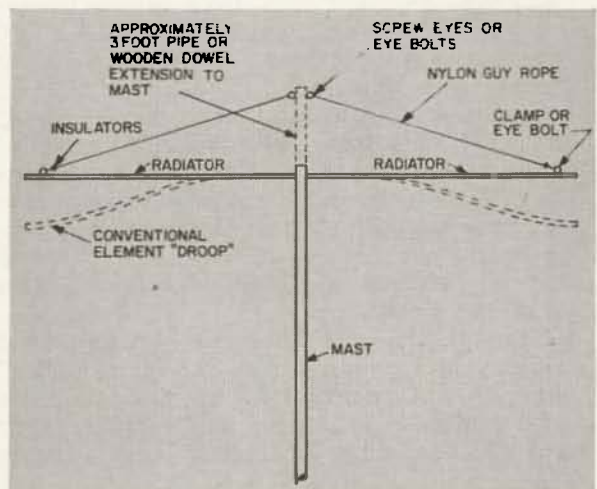 APPROXIMATELY
3 FOOT PIPE OR
WOODEN DOWEL
EXTENSION TO
MAST
SCREW EYES OR
EYE BOLTS
NYLON GUY ROPE
CLAMP OR
EYE BOLT
INSULATORS
RADIATOR
RADIATOR
CONVENTIONAL
ELEMENT "DROOP"
MAST